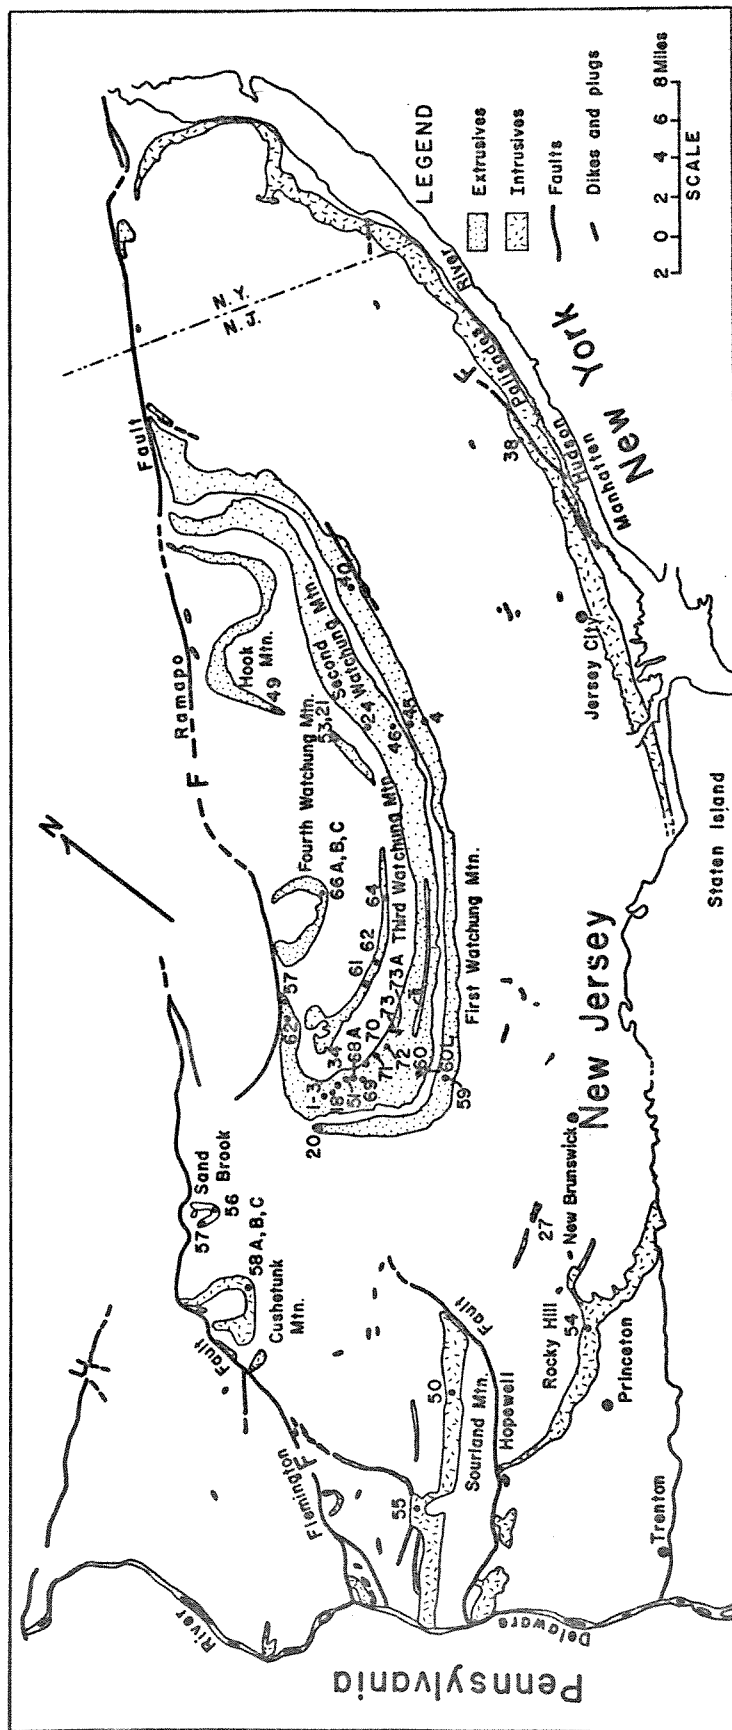 LEGEND
Extrusives
Intrusives
Faults
Dikes and plugs
2 0 2 4 6 8 Miles
SCALE
N
N.Y.
N.J.
Ramapo
Fault
F
Hook
Mtn.
49
Second
Watchung Mtn.
40
53,21
24
46
45
4
Fourth Watchung Mtn.
66A,B,C
Third Watchung Mtn.
64
62
61
57
62
73A
73
70
68A
34
71
72
60
51
69
18
1-3
20
60L
59
First Watchung Mtn.
River
Palisades
Hudson
Manhatten
New York
F
38
Jersey City
Staten Island
New Jersey
Sand
Brook
57
56
58A,B,C
Cushetunk
Mtn.
Fault
F
Flemington
F
55
50
Sourland Mtn.
Fault
Hopewell
27
New Brunswick
Rocky Hill
54
Princeton
Trenton
River
Delaware
Pennsylvania